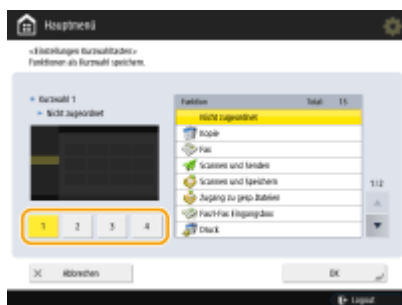 Hauptmenü
<Einstellungen Kurzwahltasten>
Funktionen als Kurzwahl speichern.
Kurzwahl 1
Nicht zugeordnet
Funktion Total 15
Nicht zugeordnet
Kopie
Fax
Scannen und Senden
Scannen und Speichern
Zugang zu gesp. Dateien
Fax/I-Fax Eingangsbox
Druck
1/2
1 2 3 4
Abbrechen
OK
Logout